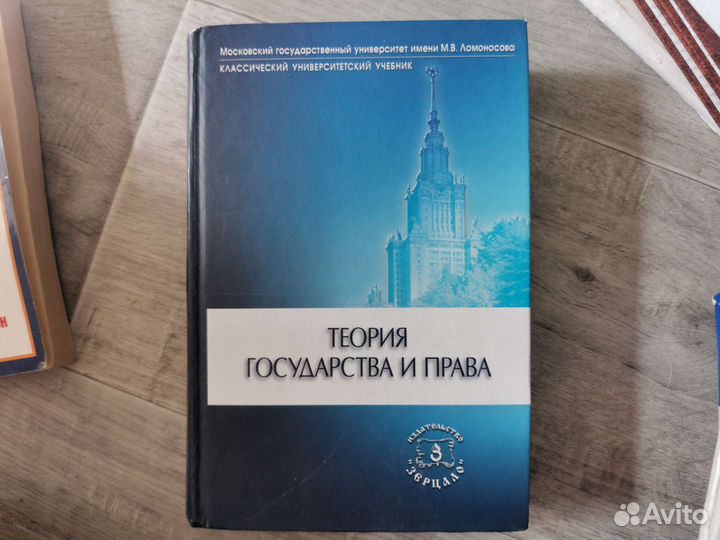 Московский государственный университет имени М.В. Ломоносова
КЛАССИЧЕСКИЙ УНИВЕРСИТЕТСКИЙ УЧЕБНИК
ТЕОРИЯ
ГОСУДАРСТВА И ПРАВА
ИЗДАТЕЛЬСТВО
З
"ЗЕРЦАЛО"
Н
Avito